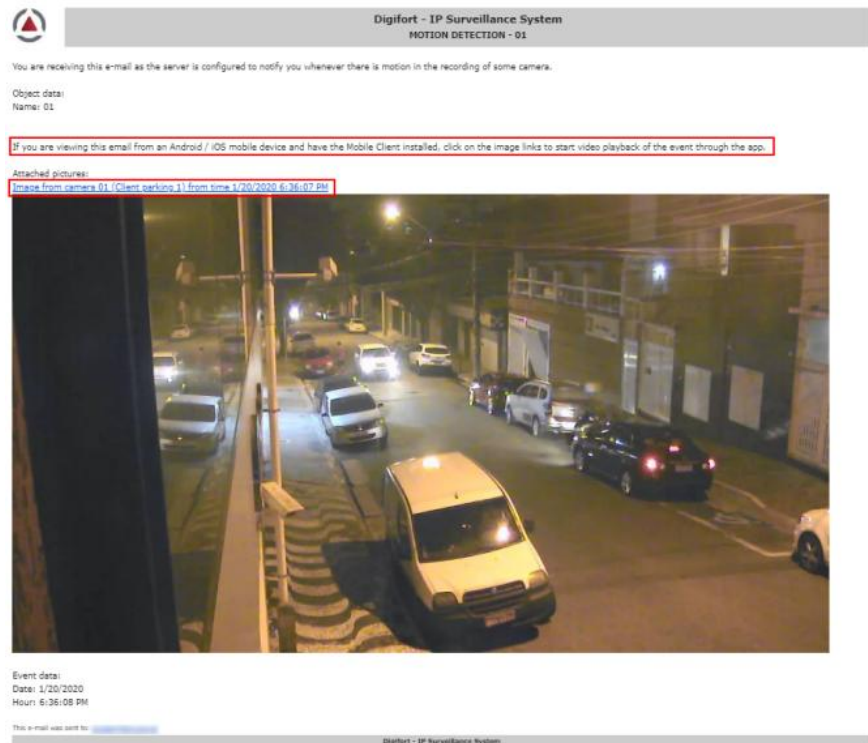 Digifort - IP Surveillance System
MOTION DETECTION - 01
You are receiving this e-mail as the server is configured to notify you whenever there is motion in the recording of some camera.
Object data:
Name: 01
If you are viewing this email from an Android / iOS mobile device and have the Mobile Client installed, click on the image links to start video playback of the event through the app.
Attached pictures:
Image from camera 01 (Client parking 1) from time 1/20/2020 6:36:07 PM
Event data:
Date: 1/20/2020
Hour: 6:36:08 PM
This e-mail was sent to:
Digifort - IP Surveillance System